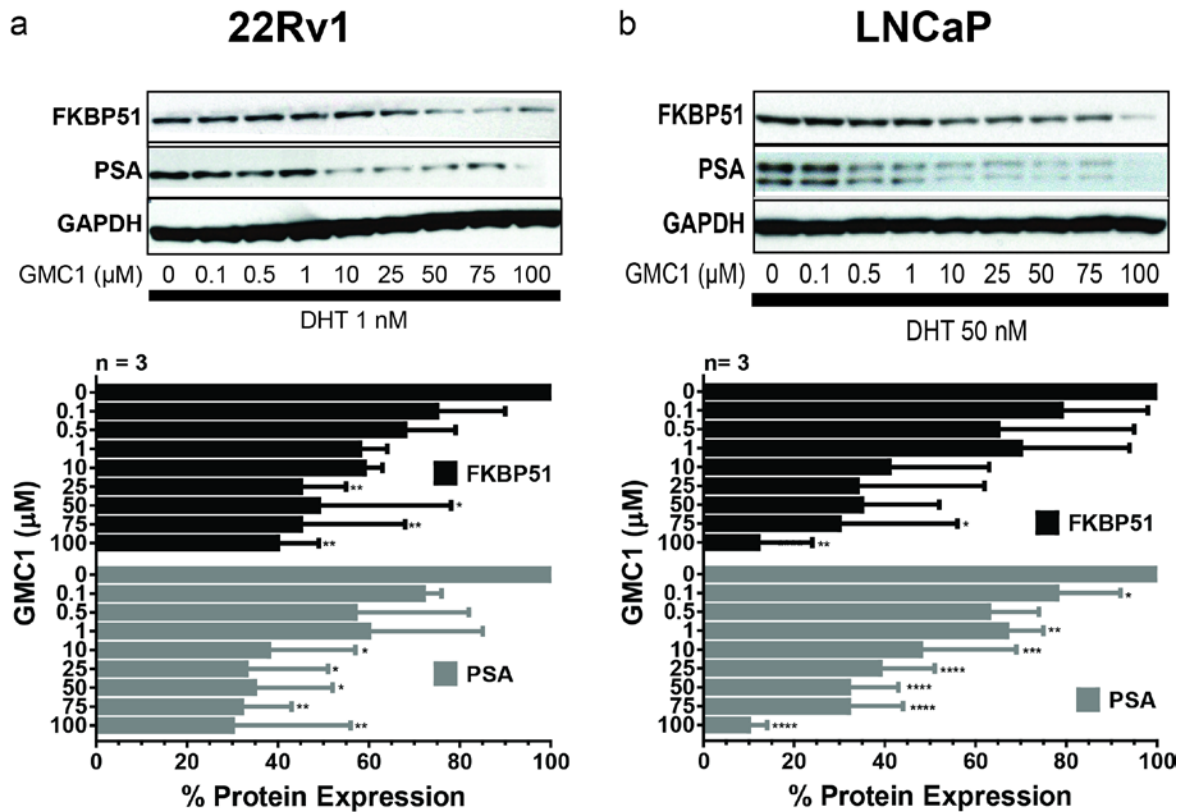 a 22Rv1
FKBP51
PSA
GAPDH
GMC1 (µM) 0 0.1 0.5 1 10 25 50 75 100
DHT 1 nM
n = 3
0
0.1
0.5
1
10
25 **
50 *
75 **
100 **
FKBP51
GMC1 (µM)
0
0.1
0.5
1
10 *
25 *
50 *
75 **
100 **
PSA
0 20 40 60 80 100
% Protein Expression
b LNCaP
FKBP51
PSA
GAPDH
GMC1 (µM) 0 0.1 0.5 1 10 25 50 75 100
DHT 50 nM
n= 3
0
0.1
0.5
1
10
25
50
75 *
100 **
FKBP51
GMC1 (µM)
0
0.1 *
0.5
1 **
10 ***
25 ****
50 ****
75 ****
100 ****
PSA
0 20 40 60 80 100
% Protein Expression